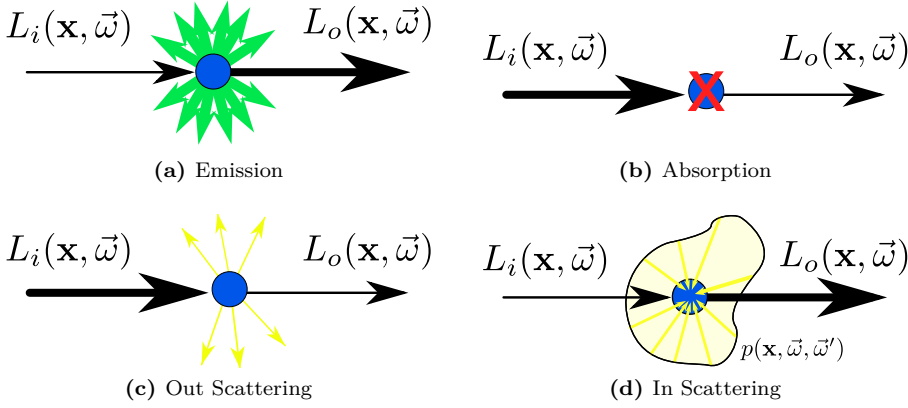 L_i(x, ω⃗) L_o(x, ω⃗)
(a) Emission
L_i(x, ω⃗) L_o(x, ω⃗)
(b) Absorption
L_i(x, ω⃗) L_o(x, ω⃗)
(c) Out Scattering
L_i(x, ω⃗) L_o(x, ω⃗)
p(x, ω⃗, ω⃗′)
(d) In Scattering